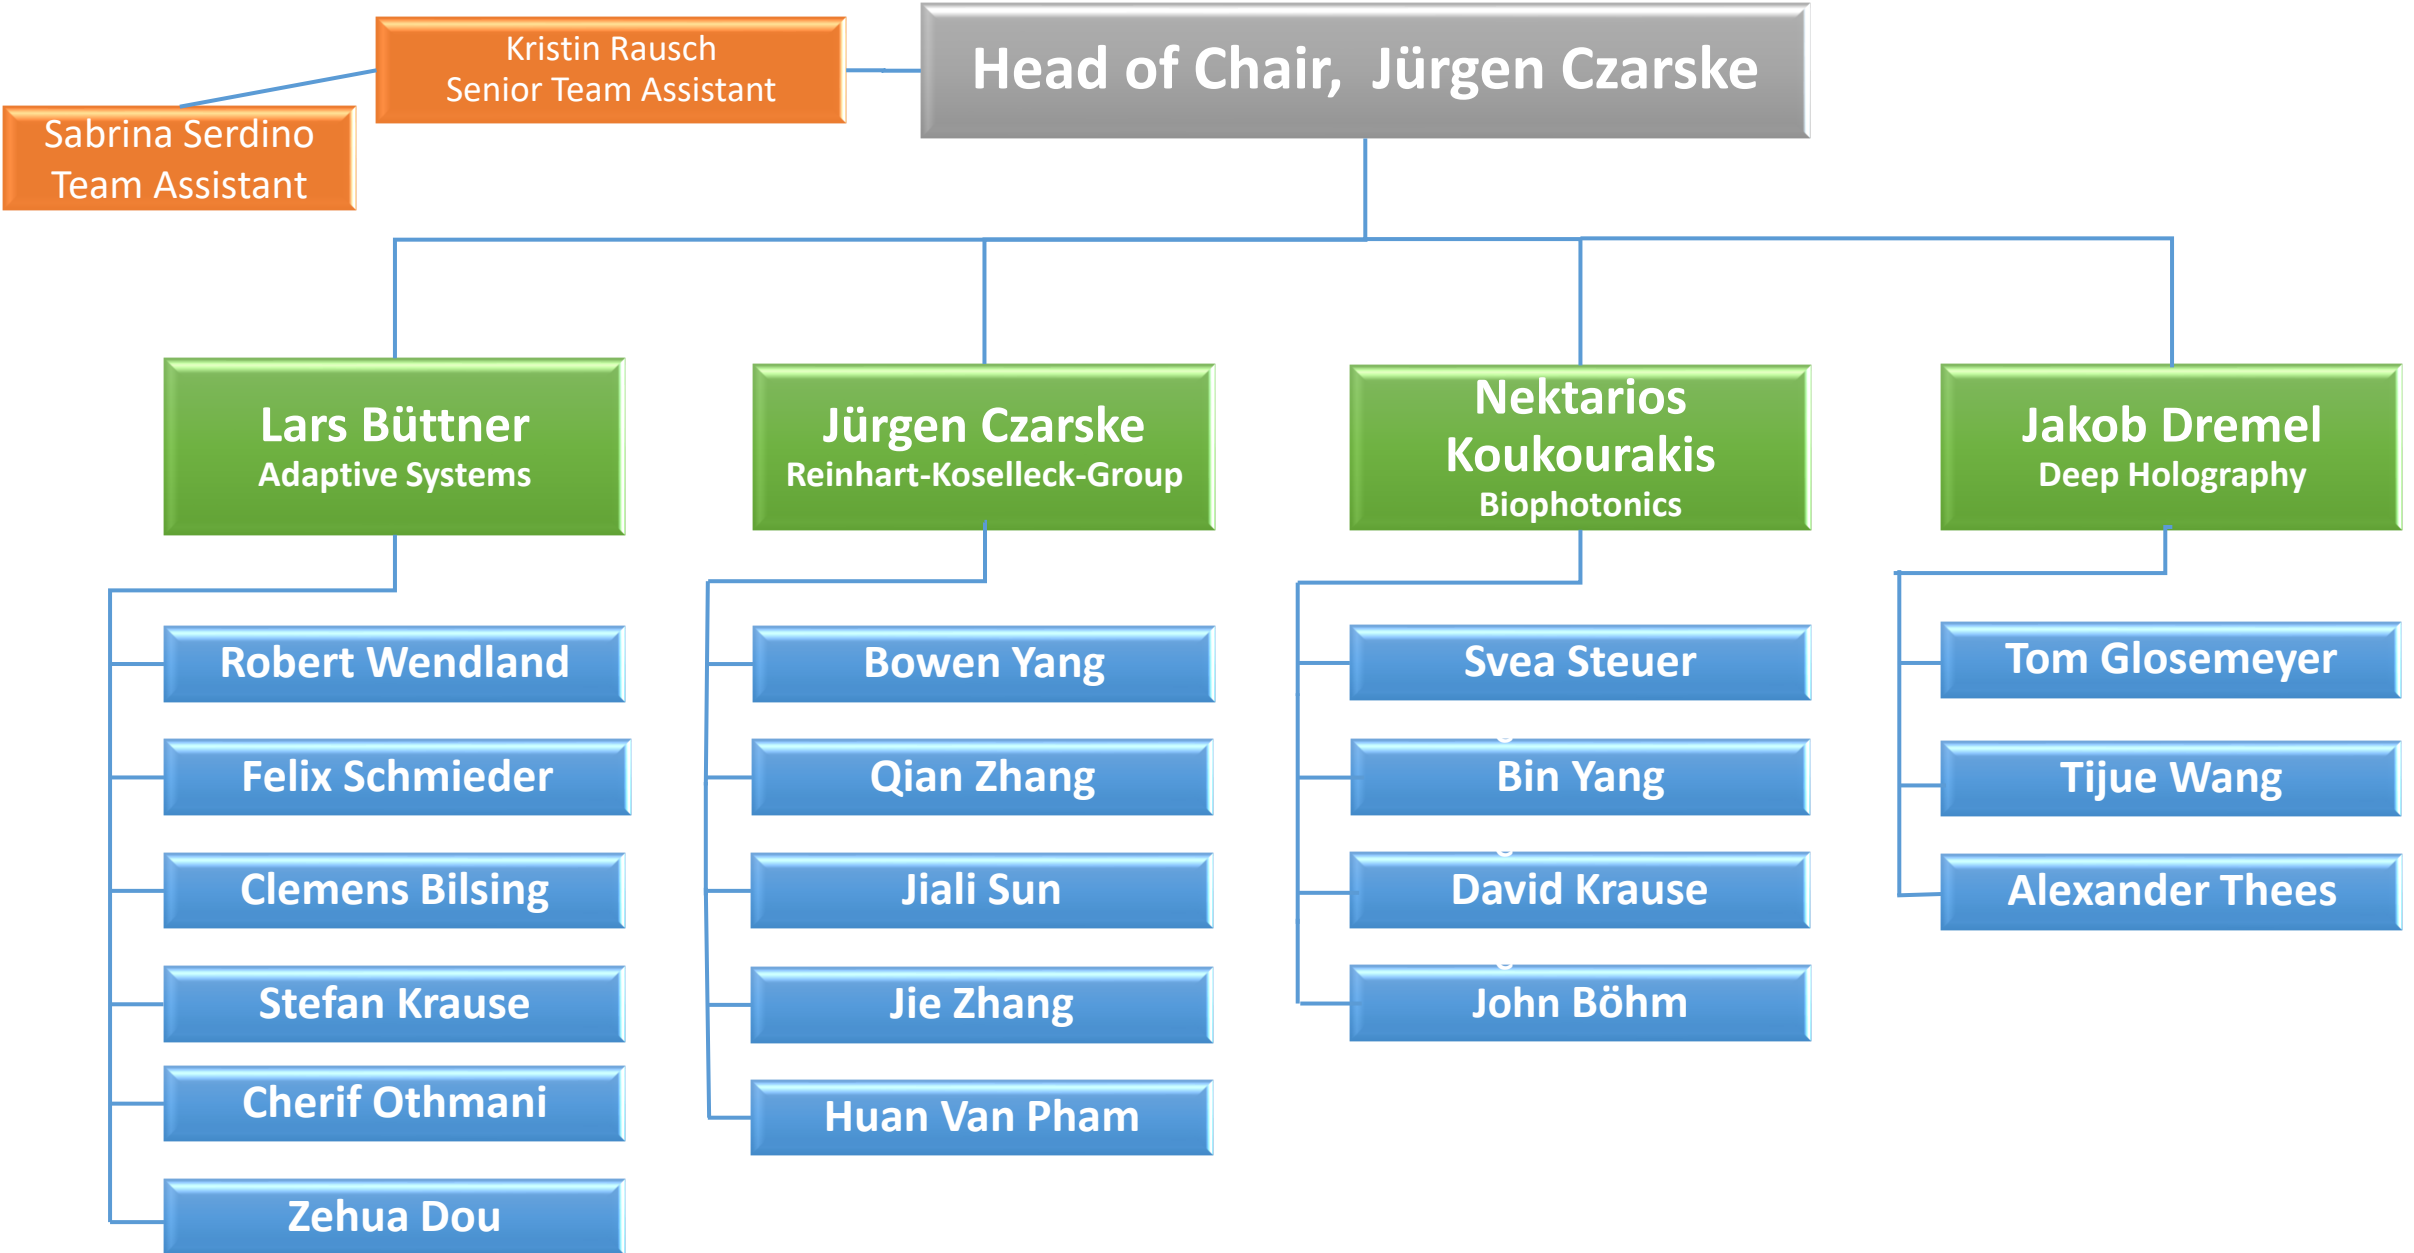 Kristin Rausch
Senior Team Assistant
Head of Chair, Jürgen Czarske
Sabrina Serdino
Team Assistant
Lars Büttner
Adaptive Systems
Jürgen Czarske
Reinhart-Koselleck-Group
Nektarios
Koukourakis
Biophotonics
Jakob Dremel
Deep Holography
Robert Wendland
Felix Schmieder
Clemens Bilsing
Stefan Krause
Cherif Othmani
Zehua Dou
Bowen Yang
Qian Zhang
Jiali Sun
Jie Zhang
Huan Van Pham
Svea Steuer
Bin Yang
David Krause
John Böhm
Tom Glosemeyer
Tijue Wang
Alexander Thees